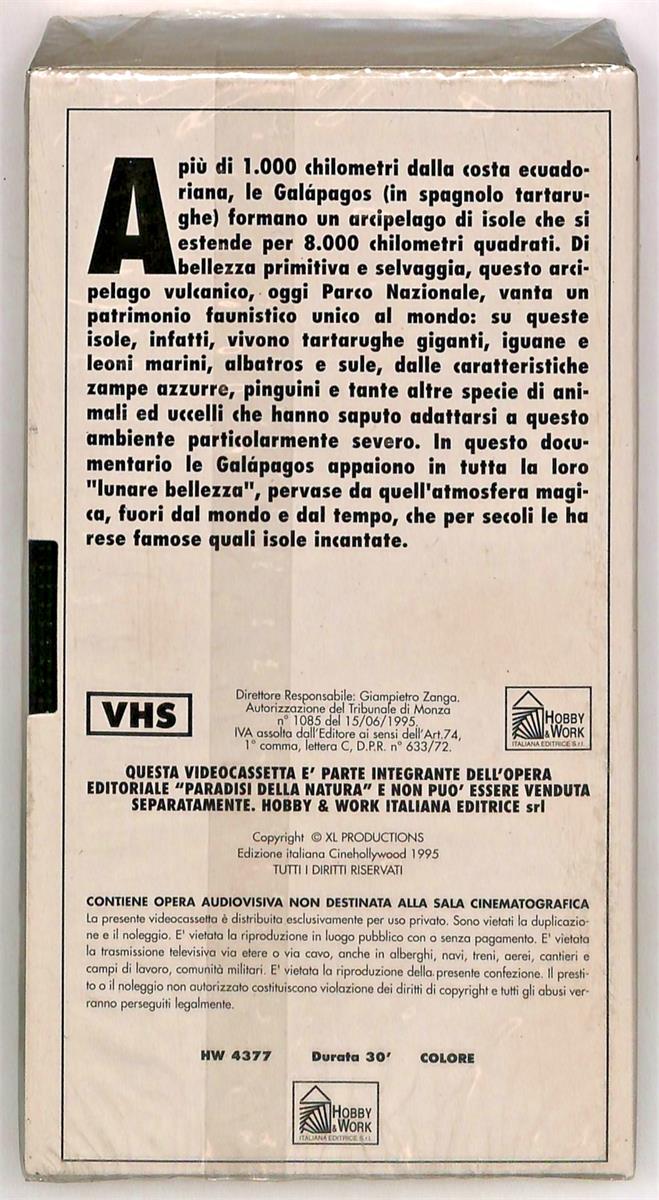 A più di 1.000 chilometri dalla costa ecuado-
riana, le Galápagos (in spagnolo tartaru-
ghe) formano un arcipelago di isole che si
estende per 8.000 chilometri quadrati. Di
bellezza primitiva e selvaggia, questo arci-
pelago vulcanico, oggi Parco Nazionale, vanta un
patrimonio faunistico unico al mondo: su queste
isole, infatti, vivono tartarughe giganti, iguane e
leoni marini, albatros e sule, dalle caratteristiche
zampe azzurre, pinguini e tante altre specie di ani-
mali ed uccelli che hanno saputo adattarsi a questo
ambiente particolarmente severo. In questo docu-
mentario le Galápagos appaiono in tutta la loro
"lunare bellezza", pervase da quell'atmosfera magi-
ca, fuori dal mondo e dal tempo, che per secoli le ha
rese famose quali isole incantate.
VHS
Direttore Responsabile: Giampietro Zanga.
Autorizzazione del Tribunale di Monza
n° 1085 del 15/06/1995.
IVA assolta dall'Editore ai sensi dell'Art.74,
1° comma, lettera C, D.P.R. n° 633/72.
HOBBY
& WORK
ITALIANA EDITRICE S.r.l.
QUESTA VIDEOCASSETTA E' PARTE INTEGRANTE DELL'OPERA
EDITORIALE "PARADISI DELLA NATURA" E NON PUO' ESSERE VENDUTA
SEPARATAMENTE. HOBBY & WORK ITALIANA EDITRICE srl
Copyright © XL PRODUCTIONS
Edizione italiana Cinehollywood 1995
TUTTI I DIRITTI RISERVATI
CONTIENE OPERA AUDIOVISIVA NON DESTINATA ALLA SALA CINEMATOGRAFICA
La presente videocassetta è distribuita esclusivamente per uso privato. Sono vietati la duplicazio-
ne e il noleggio. E' vietata la riproduzione in luogo pubblico con o senza pagamento. E' vietata
la trasmissione televisiva via etere o via cavo, anche in alberghi, navi, treni, aerei, cantieri e
campi di lavoro, comunità militari. E' vietata la riproduzione della presente confezione. Il presti-
to o il noleggio non autorizzato costituiscono violazione dei diritti di copyright e tutti gli abusi ver-
ranno perseguiti legalmente.
HW 4377 Durata 30' COLORE
HOBBY
& WORK
ITALIANA EDITRICE S.r.l.